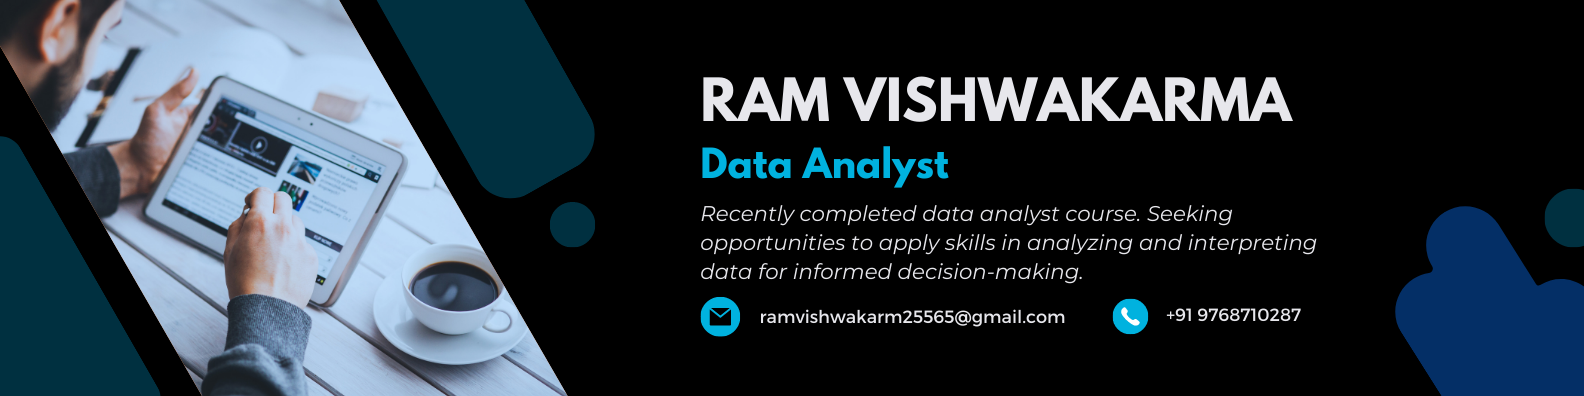 RAM VISHWAKARMA
Data Analyst
Recently completed data analyst course. Seeking
opportunities to apply skills in analyzing and interpreting
data for informed decision-making.
ramvishwakarm25565@gmail.com
+91 9768710287